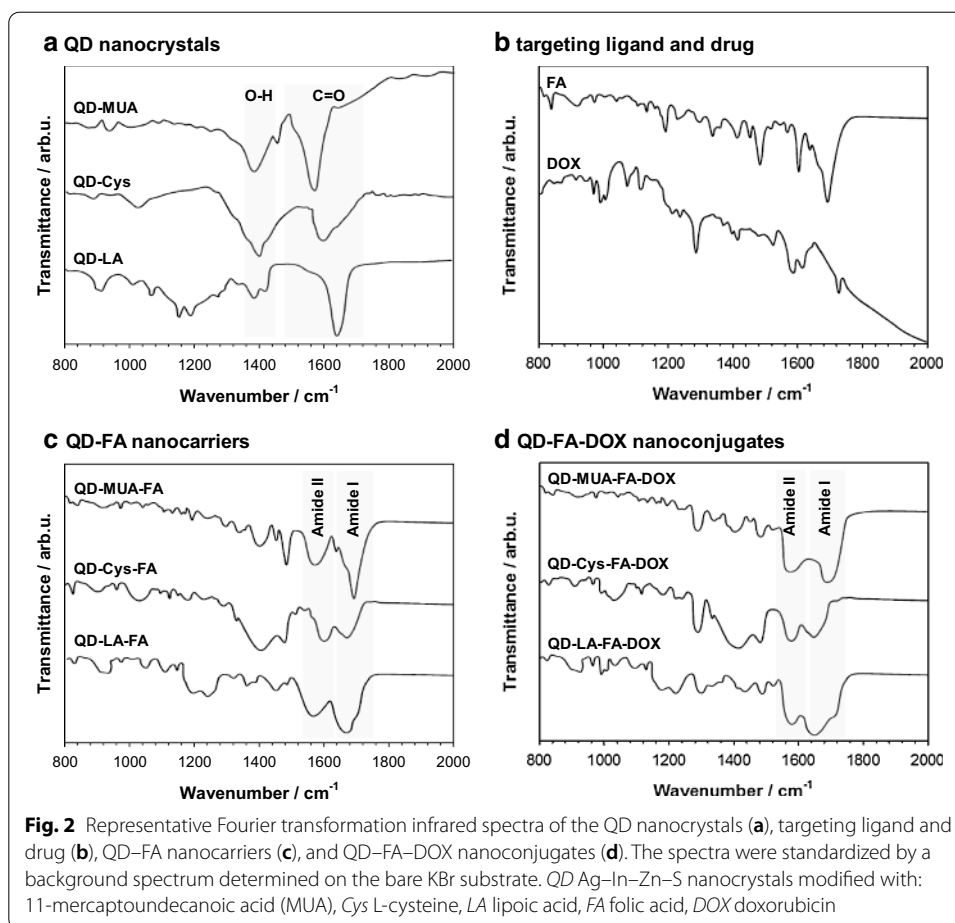 a QD nanocrystals
O-H
C=O
QD-MUA
QD-Cys
QD-LA
Transmittance / arb.u.
800 1000 1200 1400 1600 1800 2000
Wavenumber / cm-1
b targeting ligand and drug
FA
DOX
Transmittance / arb.u.
800 1000 1200 1400 1600 1800 2000
Wavenumber / cm-1
c QD-FA nanocarriers
QD-MUA-FA
Amide II
Amide I
QD-Cys-FA
QD-LA-FA
Transmittance / arb.u.
800 1000 1200 1400 1600 1800 2000
Wavenumber / cm-1
d QD-FA-DOX nanoconjugates
QD-MUA-FA-DOX
Amide II
Amide I
QD-Cys-FA-DOX
QD-LA-FA-DOX
Transmittance / arb.u.
800 1000 1200 1400 1600 1800 2000
Wavenumber / cm-1
Fig. 2 Representative Fourier transformation infrared spectra of the QD nanocrystals (a), targeting ligand and
drug (b), QD–FA nanocarriers (c), and QD–FA–DOX nanoconjugates (d). The spectra were standardized by a
background spectrum determined on the bare KBr substrate. QD Ag–In–Zn–S nanocrystals modified with:
11-mercaptoundecanoic acid (MUA), Cys L-cysteine, LA lipoic acid, FA folic acid, DOX doxorubicin